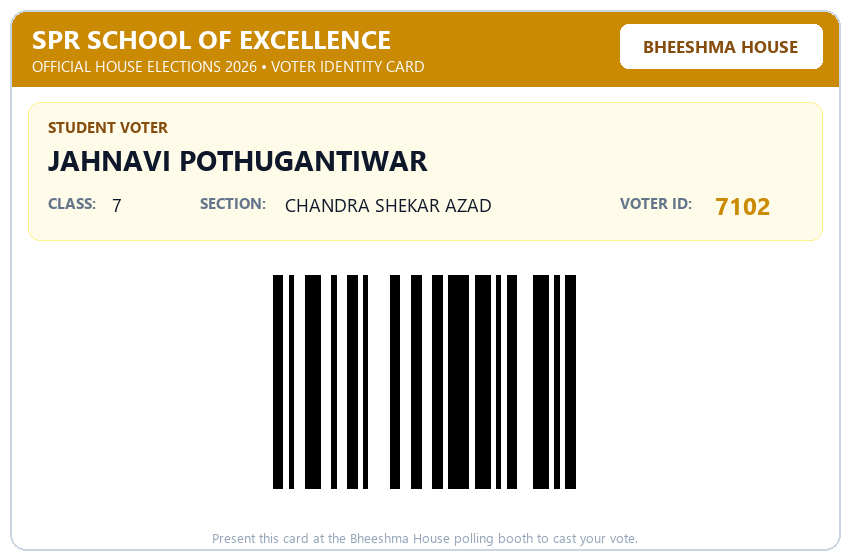 SPR SCHOOL OF EXCELLENCE
OFFICIAL HOUSE ELECTIONS 2026 • VOTER IDENTITY CARD
BHEESHMA HOUSE
STUDENT VOTER
JAHNAVI POTHUGANTIWAR
CLASS: 7 SECTION: CHANDRA SHEKAR AZAD VOTER ID: 7102
Present this card at the Bheeshma House polling booth to cast your vote.